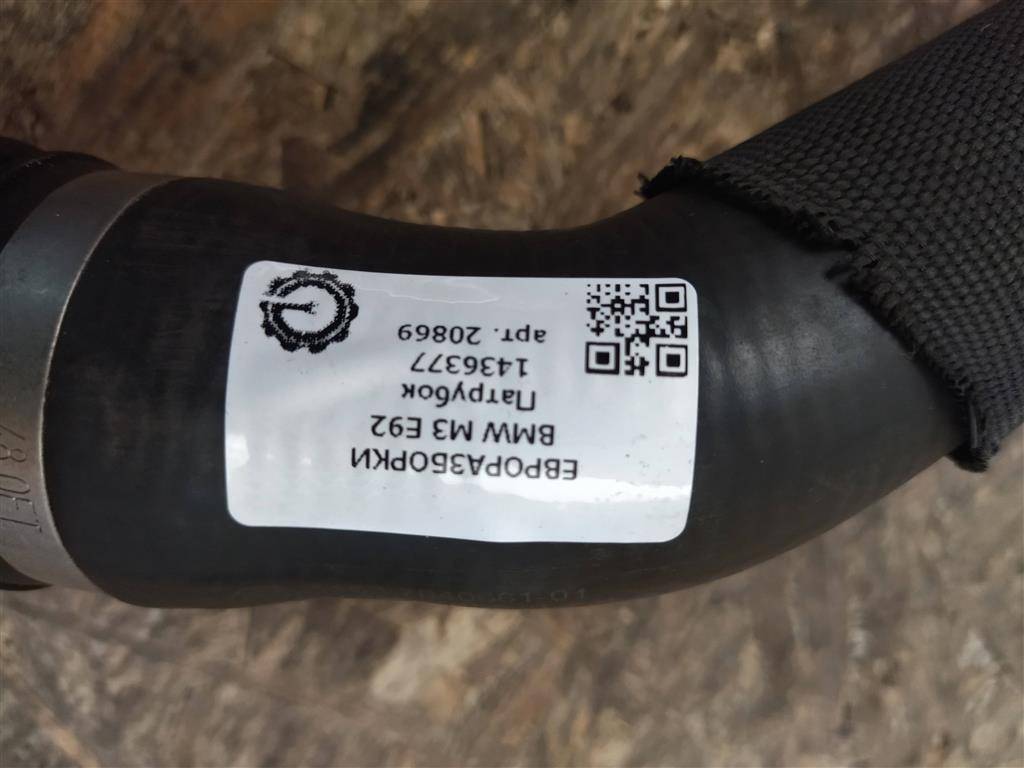 ЕВРОРАЗБОРКИ
BMW M3 E92
Патрубок
1436377
арт. 20869